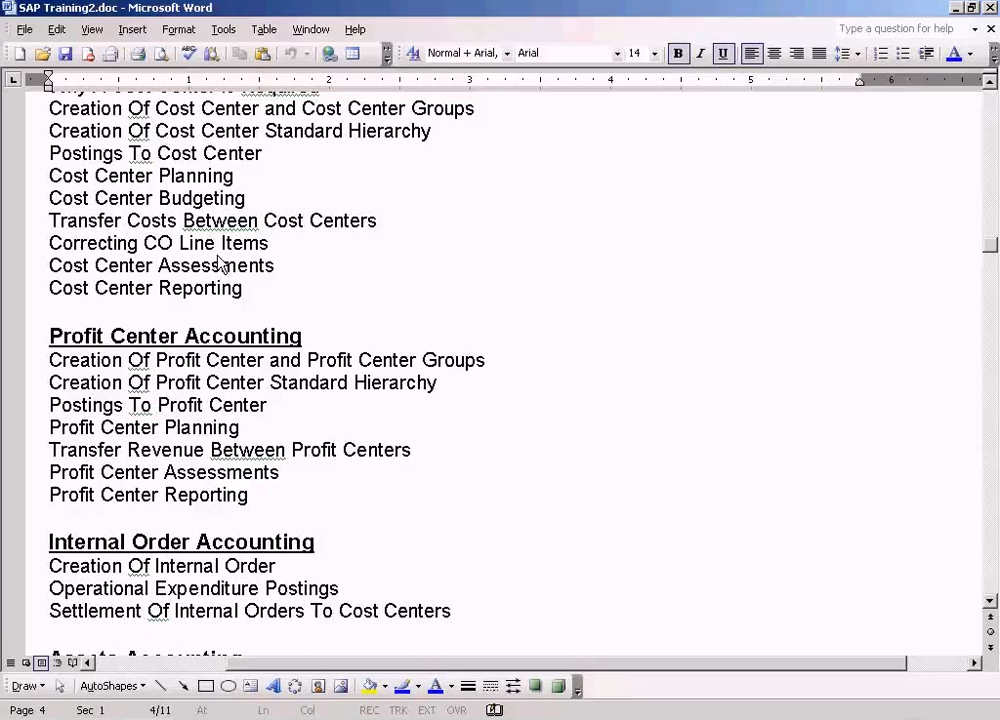 SAP Training2.doc - Microsoft Word
File Edit View Insert Format Tools Table Window Help
Type a question for help
Normal + Arial, Arial 14 B I U A
1 2 3 4 5 6
Creation Of Cost Center and Cost Center Groups
Creation Of Cost Center Standard Hierarchy
Postings To Cost Center
Cost Center Planning
Cost Center Budgeting
Transfer Costs Between Cost Centers
Correcting CO Line Items
Cost Center Assessments
Cost Center Reporting
Profit Center Accounting
Creation Of Profit Center and Profit Center Groups
Creation Of Profit Center Standard Hierarchy
Postings To Profit Center
Profit Center Planning
Transfer Revenue Between Profit Centers
Profit Center Assessments
Profit Center Reporting
Internal Order Accounting
Creation Of Internal Order
Operational Expenditure Postings
Settlement Of Internal Orders To Cost Centers
Draw AutoShapes
Page 4 Sec 1 4/11 At Ln Col REC TRK EXT OVR